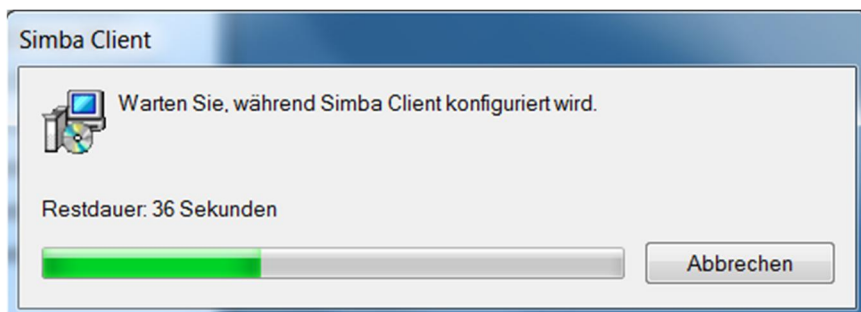 Simba Client
Warten Sie, während Simba Client konfiguriert wird.
Restdauer: 36 Sekunden
Abbrechen